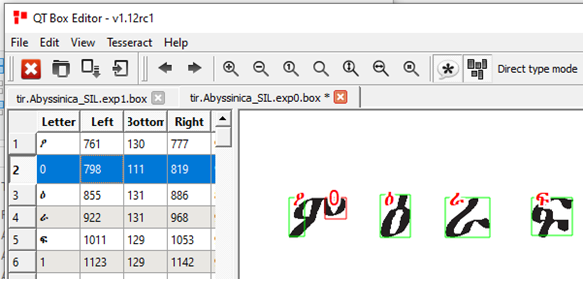 QT Box Editor - v1.12rc1
File Edit View Tesseract Help
Direct type mode
tir.Abyssinica_SIL.exp1.box tir.Abyssinica_SIL.exp0.box *
Letter Left Bottom Right
1 761 130 777
2 0 798 111 819
3 ዕ 855 131 886
4 ራ 922 131 968
5 ፍ 1011 129 1053
6 1 1123 129 1142
0 ዕ ራ ፍ
ም ዕ ራ ፍ